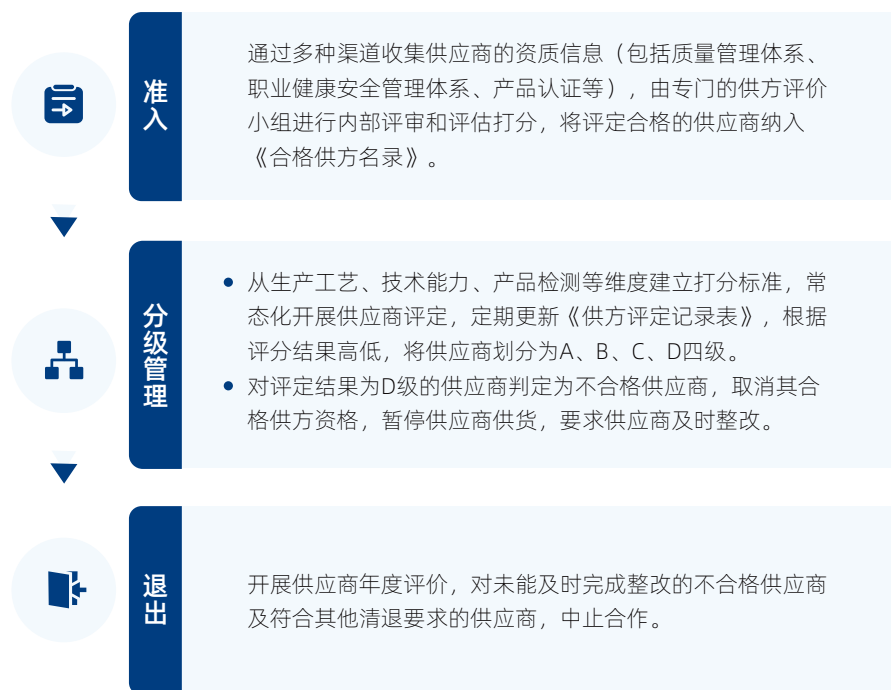 准入
通过多种渠道收集供应商的资质信息（包括质量管理体系、
职业健康安全管理体系、产品认证等），由专门的供方评价
小组进行内部评审和评估打分，将评定合格的供应商纳入
《合格供方名录》。
分级管理
从生产工艺、技术能力、产品检测等维度建立打分标准，常
态化开展供应商评定，定期更新《供方评定记录表》，根据
评分结果高低，将供应商划分为A、B、C、D四级。
对评定结果为D级的供应商判定为不合格供应商，取消其合
格供方资格，暂停供应商供货，要求供应商及时整改。
退出
开展供应商年度评价，对未能及时完成整改的不合格供应商
及符合其他清退要求的供应商，中止合作。